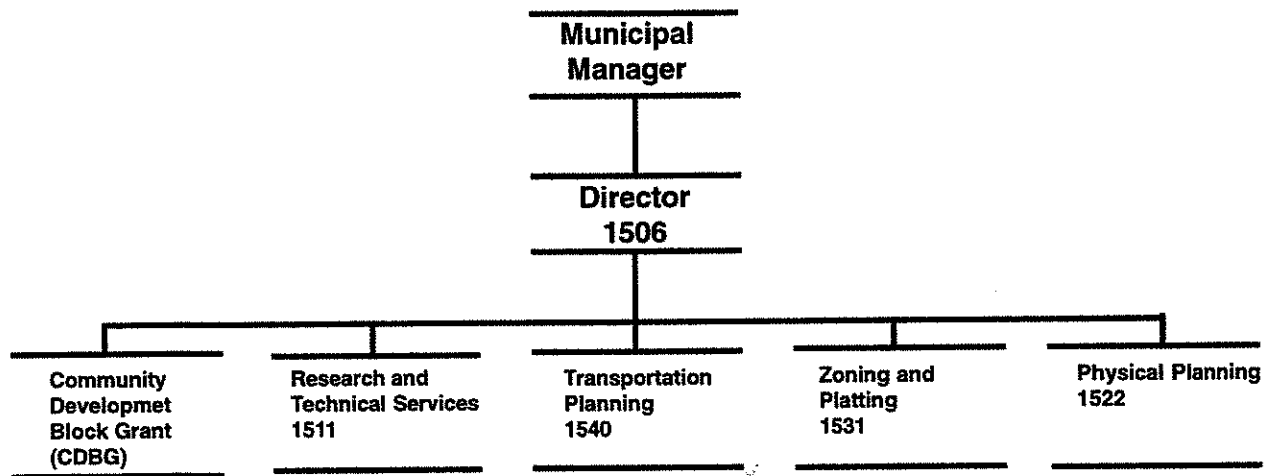 Municipal
Manager
Director
1506
Community
Developmet
Block Grant
(CDBG)
Research and
Technical Services
1511
Transportation
Planning
1540
Zoning and
Platting
1531
Physical Planning
1522